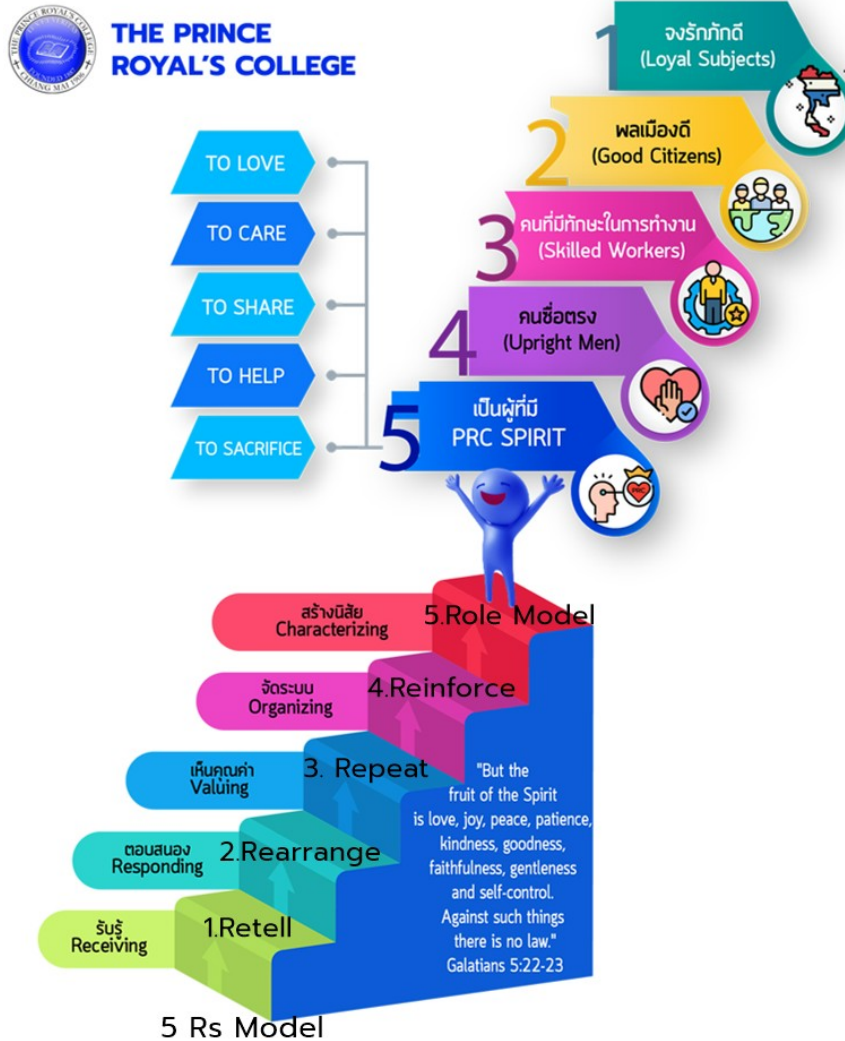 THE PRINCE ROYAL'S COLLEGE
CHIANG MAI 1906
THE PRINCE
ROYAL'S COLLEGE
1
จงรักภักดี
(Loyal Subjects)
2
พลเมืองดี
(Good Citizens)
3
คนที่มีทักษะในการทำงาน
(Skilled Workers)
4
คนซื่อตรง
(Upright Men)
5
เป็นผู้ที่มี
PRC SPIRIT
PRC
TO LOVE
TO CARE
TO SHARE
TO HELP
TO SACRIFICE
สร้างนิสัย
Characterizing
5.Role Model
จัดระบบ
Organizing
4.Reinforce
เห็นคุณค่า
Valuing
3. Repeat
ตอบสนอง
Responding
2.Rearrange
รับรู้
Receiving
1.Retell
"But the
fruit of the Spirit
is love, joy, peace, patience,
kindness, goodness,
faithfulness, gentleness
and self-control.
Against such things
there is no law."
Galatians 5:22-23
5 Rs Model